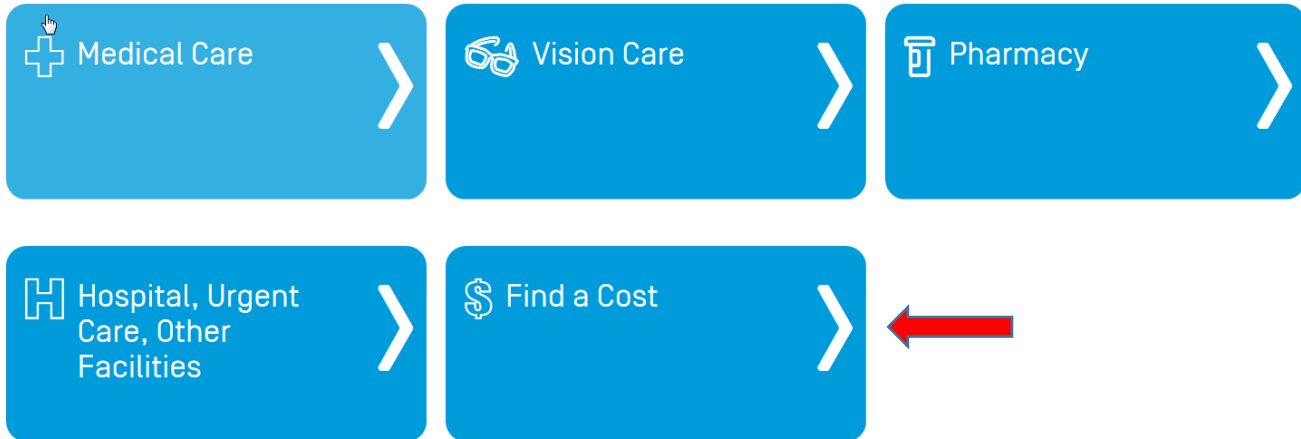 Medical Care
Vision Care
Pharmacy
Hospital, Urgent
Care, Other
Facilities
$ Find a Cost